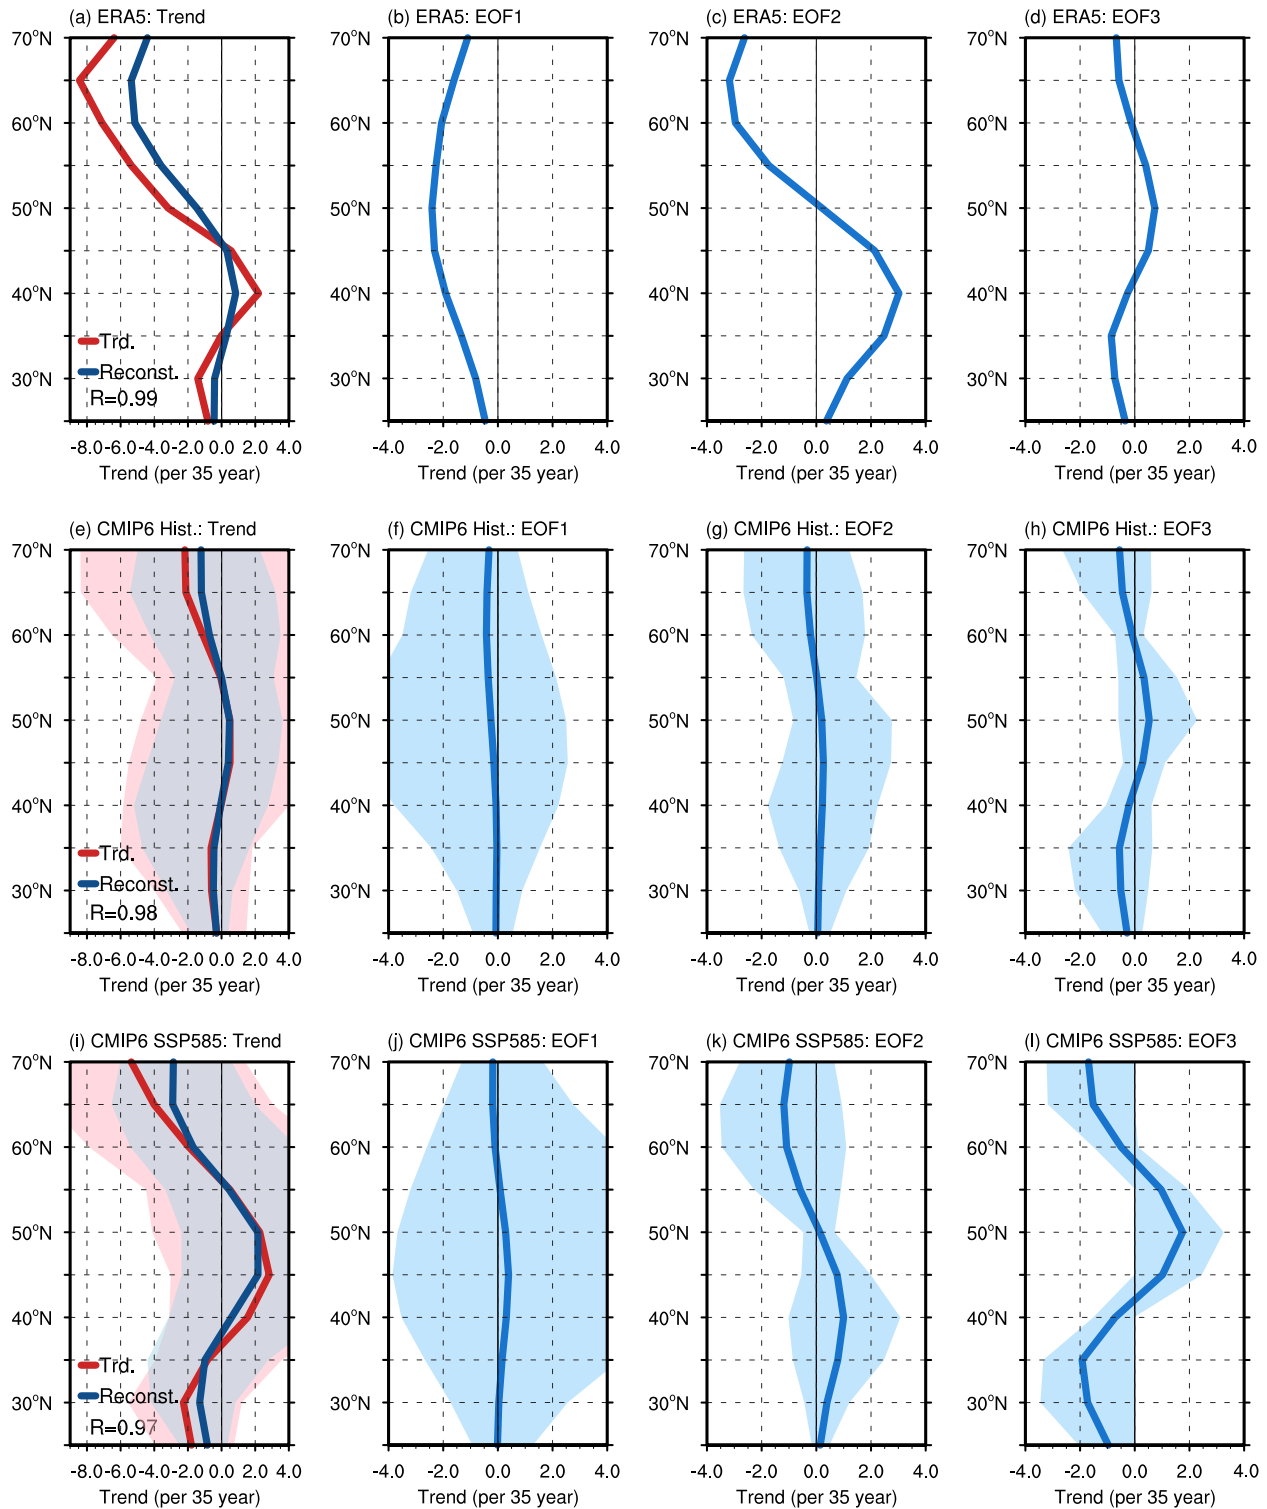 (a) ERA5: Trend
(b) ERA5: EOF1
(c) ERA5: EOF2
(d) ERA5: EOF3
70°N 70°N 70°N 70°N
60°N 60°N 60°N 60°N
50°N 50°N 50°N 50°N
40°N 40°N 40°N 40°N
Trd.
Reconst.
30°N 30°N 30°N 30°N
R=0.99
-8.0 -6.0 -4.0 -2.0 0.0 2.0 4.0
-4.0 -2.0 0.0 2.0 4.0
-4.0 -2.0 0.0 2.0 4.0
-4.0 -2.0 0.0 2.0 4.0
Trend (per 35 year)
Trend (per 35 year)
Trend (per 35 year)
Trend (per 35 year)
(e) CMIP6 Hist.: Trend
(f) CMIP6 Hist.: EOF1
(g) CMIP6 Hist.: EOF2
(h) CMIP6 Hist.: EOF3
70°N 70°N 70°N 70°N
60°N 60°N 60°N 60°N
50°N 50°N 50°N 50°N
40°N 40°N 40°N 40°N
Trd.
Reconst.
30°N 30°N 30°N 30°N
R=0.98
-8.0 -6.0 -4.0 -2.0 0.0 2.0 4.0
-4.0 -2.0 0.0 2.0 4.0
-4.0 -2.0 0.0 2.0 4.0
-4.0 -2.0 0.0 2.0 4.0
Trend (per 35 year)
Trend (per 35 year)
Trend (per 35 year)
Trend (per 35 year)
(i) CMIP6 SSP585: Trend
(j) CMIP6 SSP585: EOF1
(k) CMIP6 SSP585: EOF2
(l) CMIP6 SSP585: EOF3
70°N 70°N 70°N 70°N
60°N 60°N 60°N 60°N
50°N 50°N 50°N 50°N
40°N 40°N 40°N 40°N
Trd.
Reconst.
30°N 30°N 30°N 30°N
R=0.97
-8.0 -6.0 -4.0 -2.0 0.0 2.0 4.0
-4.0 -2.0 0.0 2.0 4.0
-4.0 -2.0 0.0 2.0 4.0
-4.0 -2.0 0.0 2.0 4.0
Trend (per 35 year)
Trend (per 35 year)
Trend (per 35 year)
Trend (per 35 year)